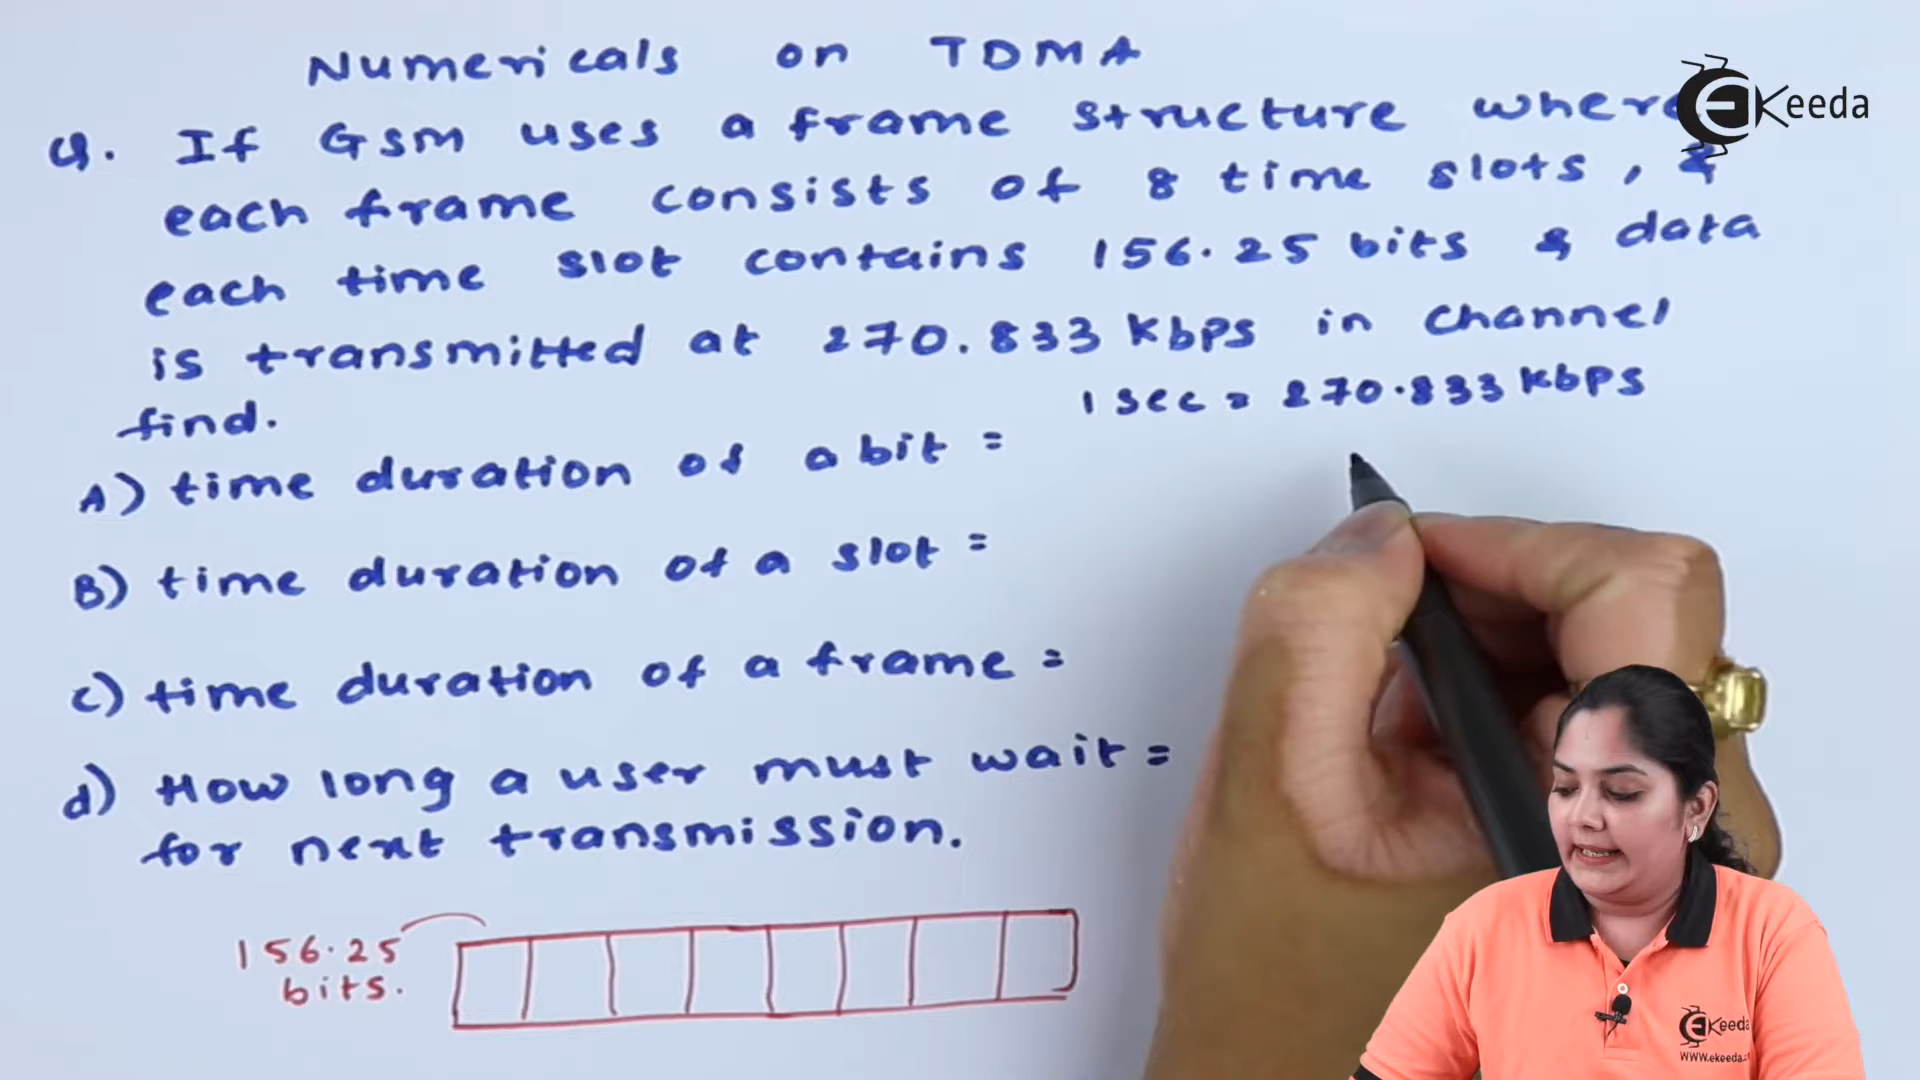 Numericals on TDMA
EKeeda
Q. If GSM uses a frame structure where
each frame consists of 8 time slots, &
each time slot contains 156.25 bits & data
is transmitted at 270.833 Kbps in channel
find.
1 sec = 270.833 Kbps
A) time duration of a bit =
B) time duration of a slot =
C) time duration of a frame =
d) How long a user must wait =
for next transmission.
156.25
bits.
EKeeda